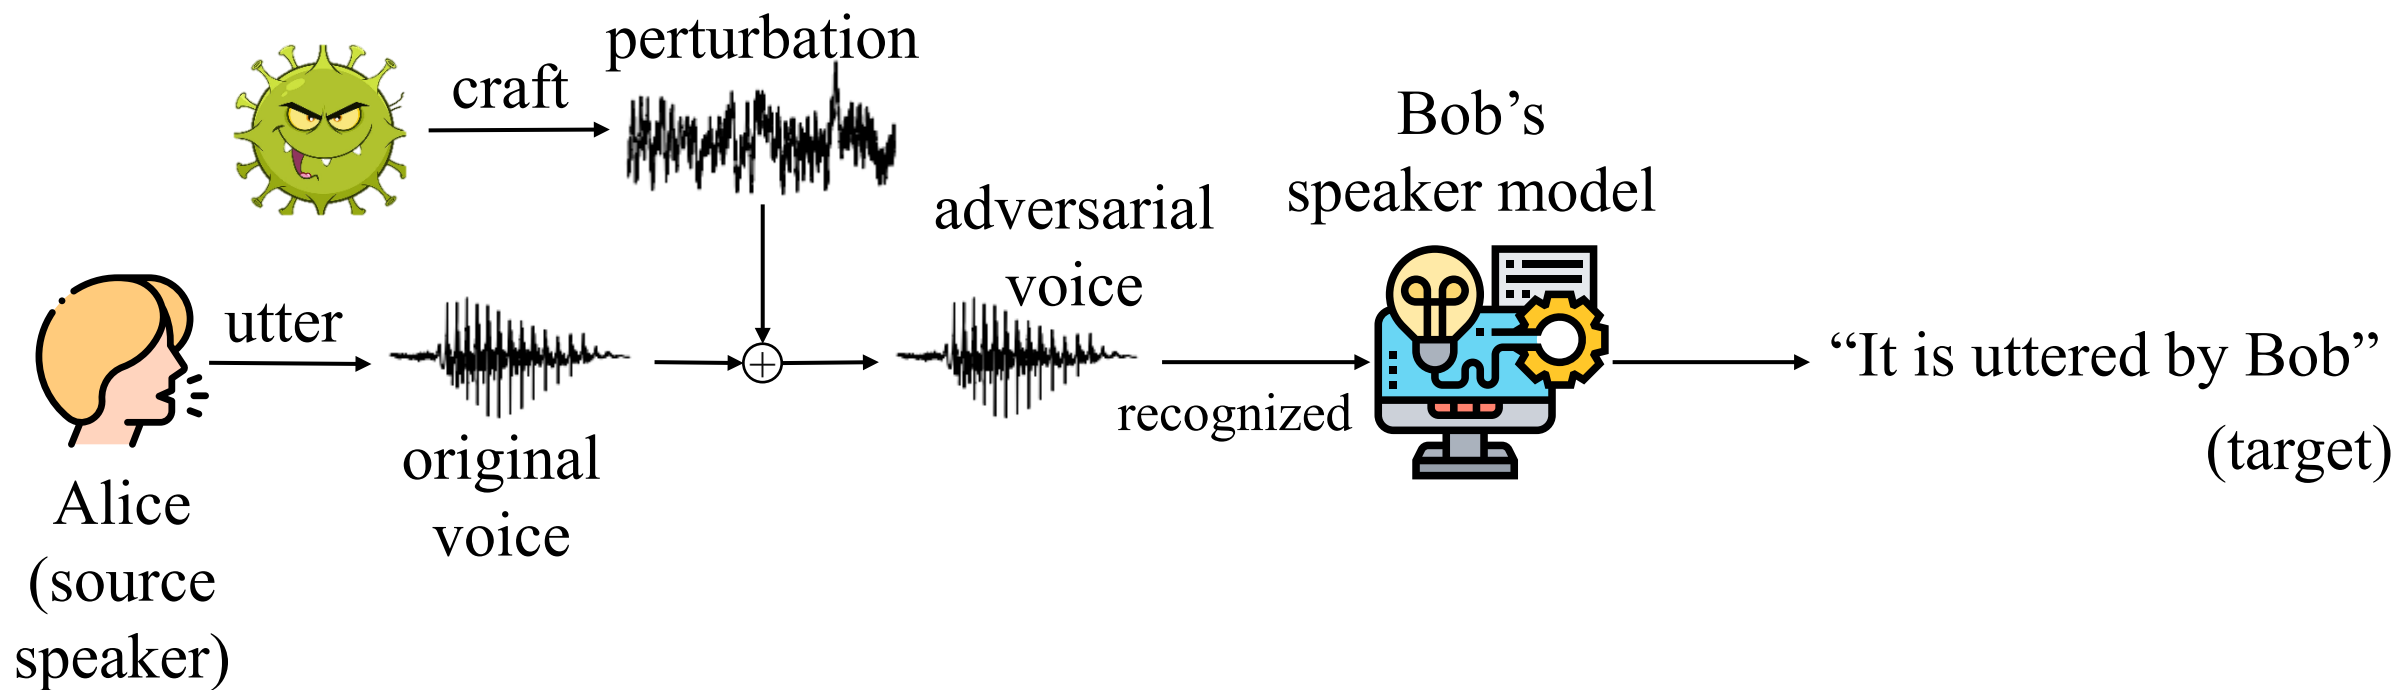 perturbation
craft
Bob’s
speaker model
adversarial
voice
utter
“It is uttered by Bob”
(target)
recognized
original
voice
Alice
(source
speaker)